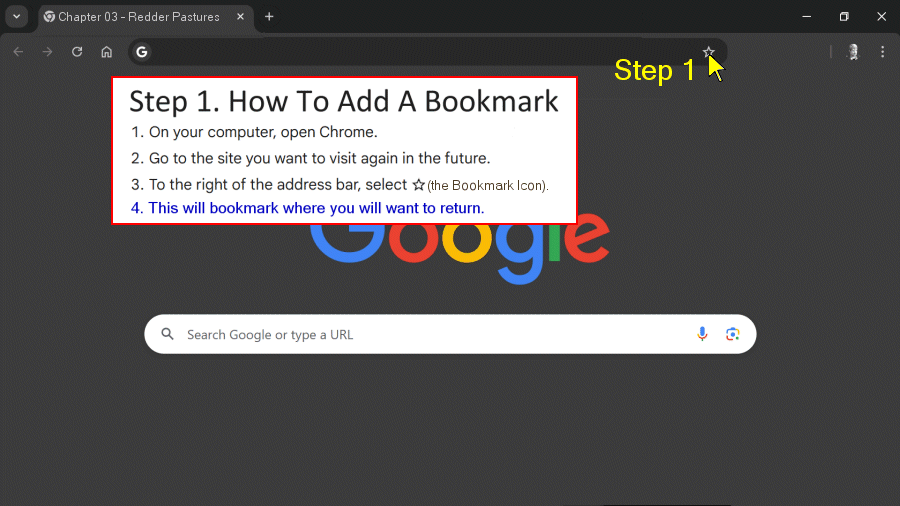 Chapter 03 - Redder Pastures
Step 1
Step 1. How To Add A Bookmark
1. On your computer, open Chrome.
2. Go to the site you want to visit again in the future.
3. To the right of the address bar, select ☆ (the Bookmark Icon).
4. This will bookmark where you will want to return.
Google
Search Google or type a URL